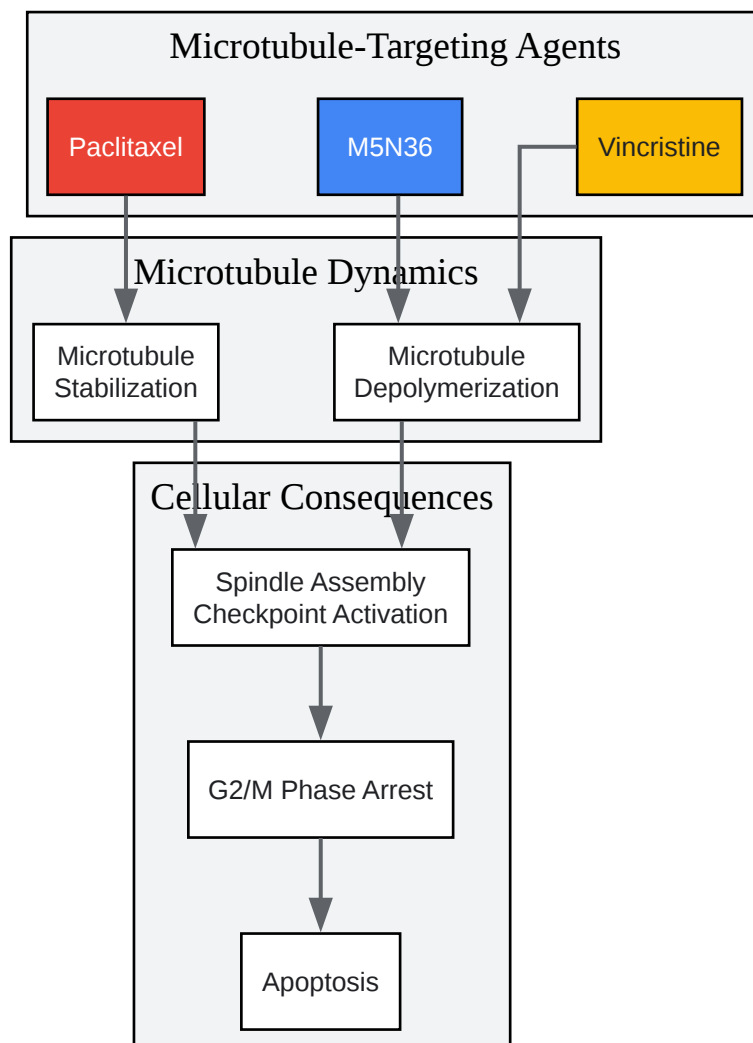 Microtubule-Targeting Agents
Paclitaxel
M5N36
Vincristine
Microtubule Dynamics
Microtubule
Stabilization
Microtubule
Depolymerization
Cellular Consequences
Spindle Assembly
Checkpoint Activation
G2/M Phase Arrest
Apoptosis